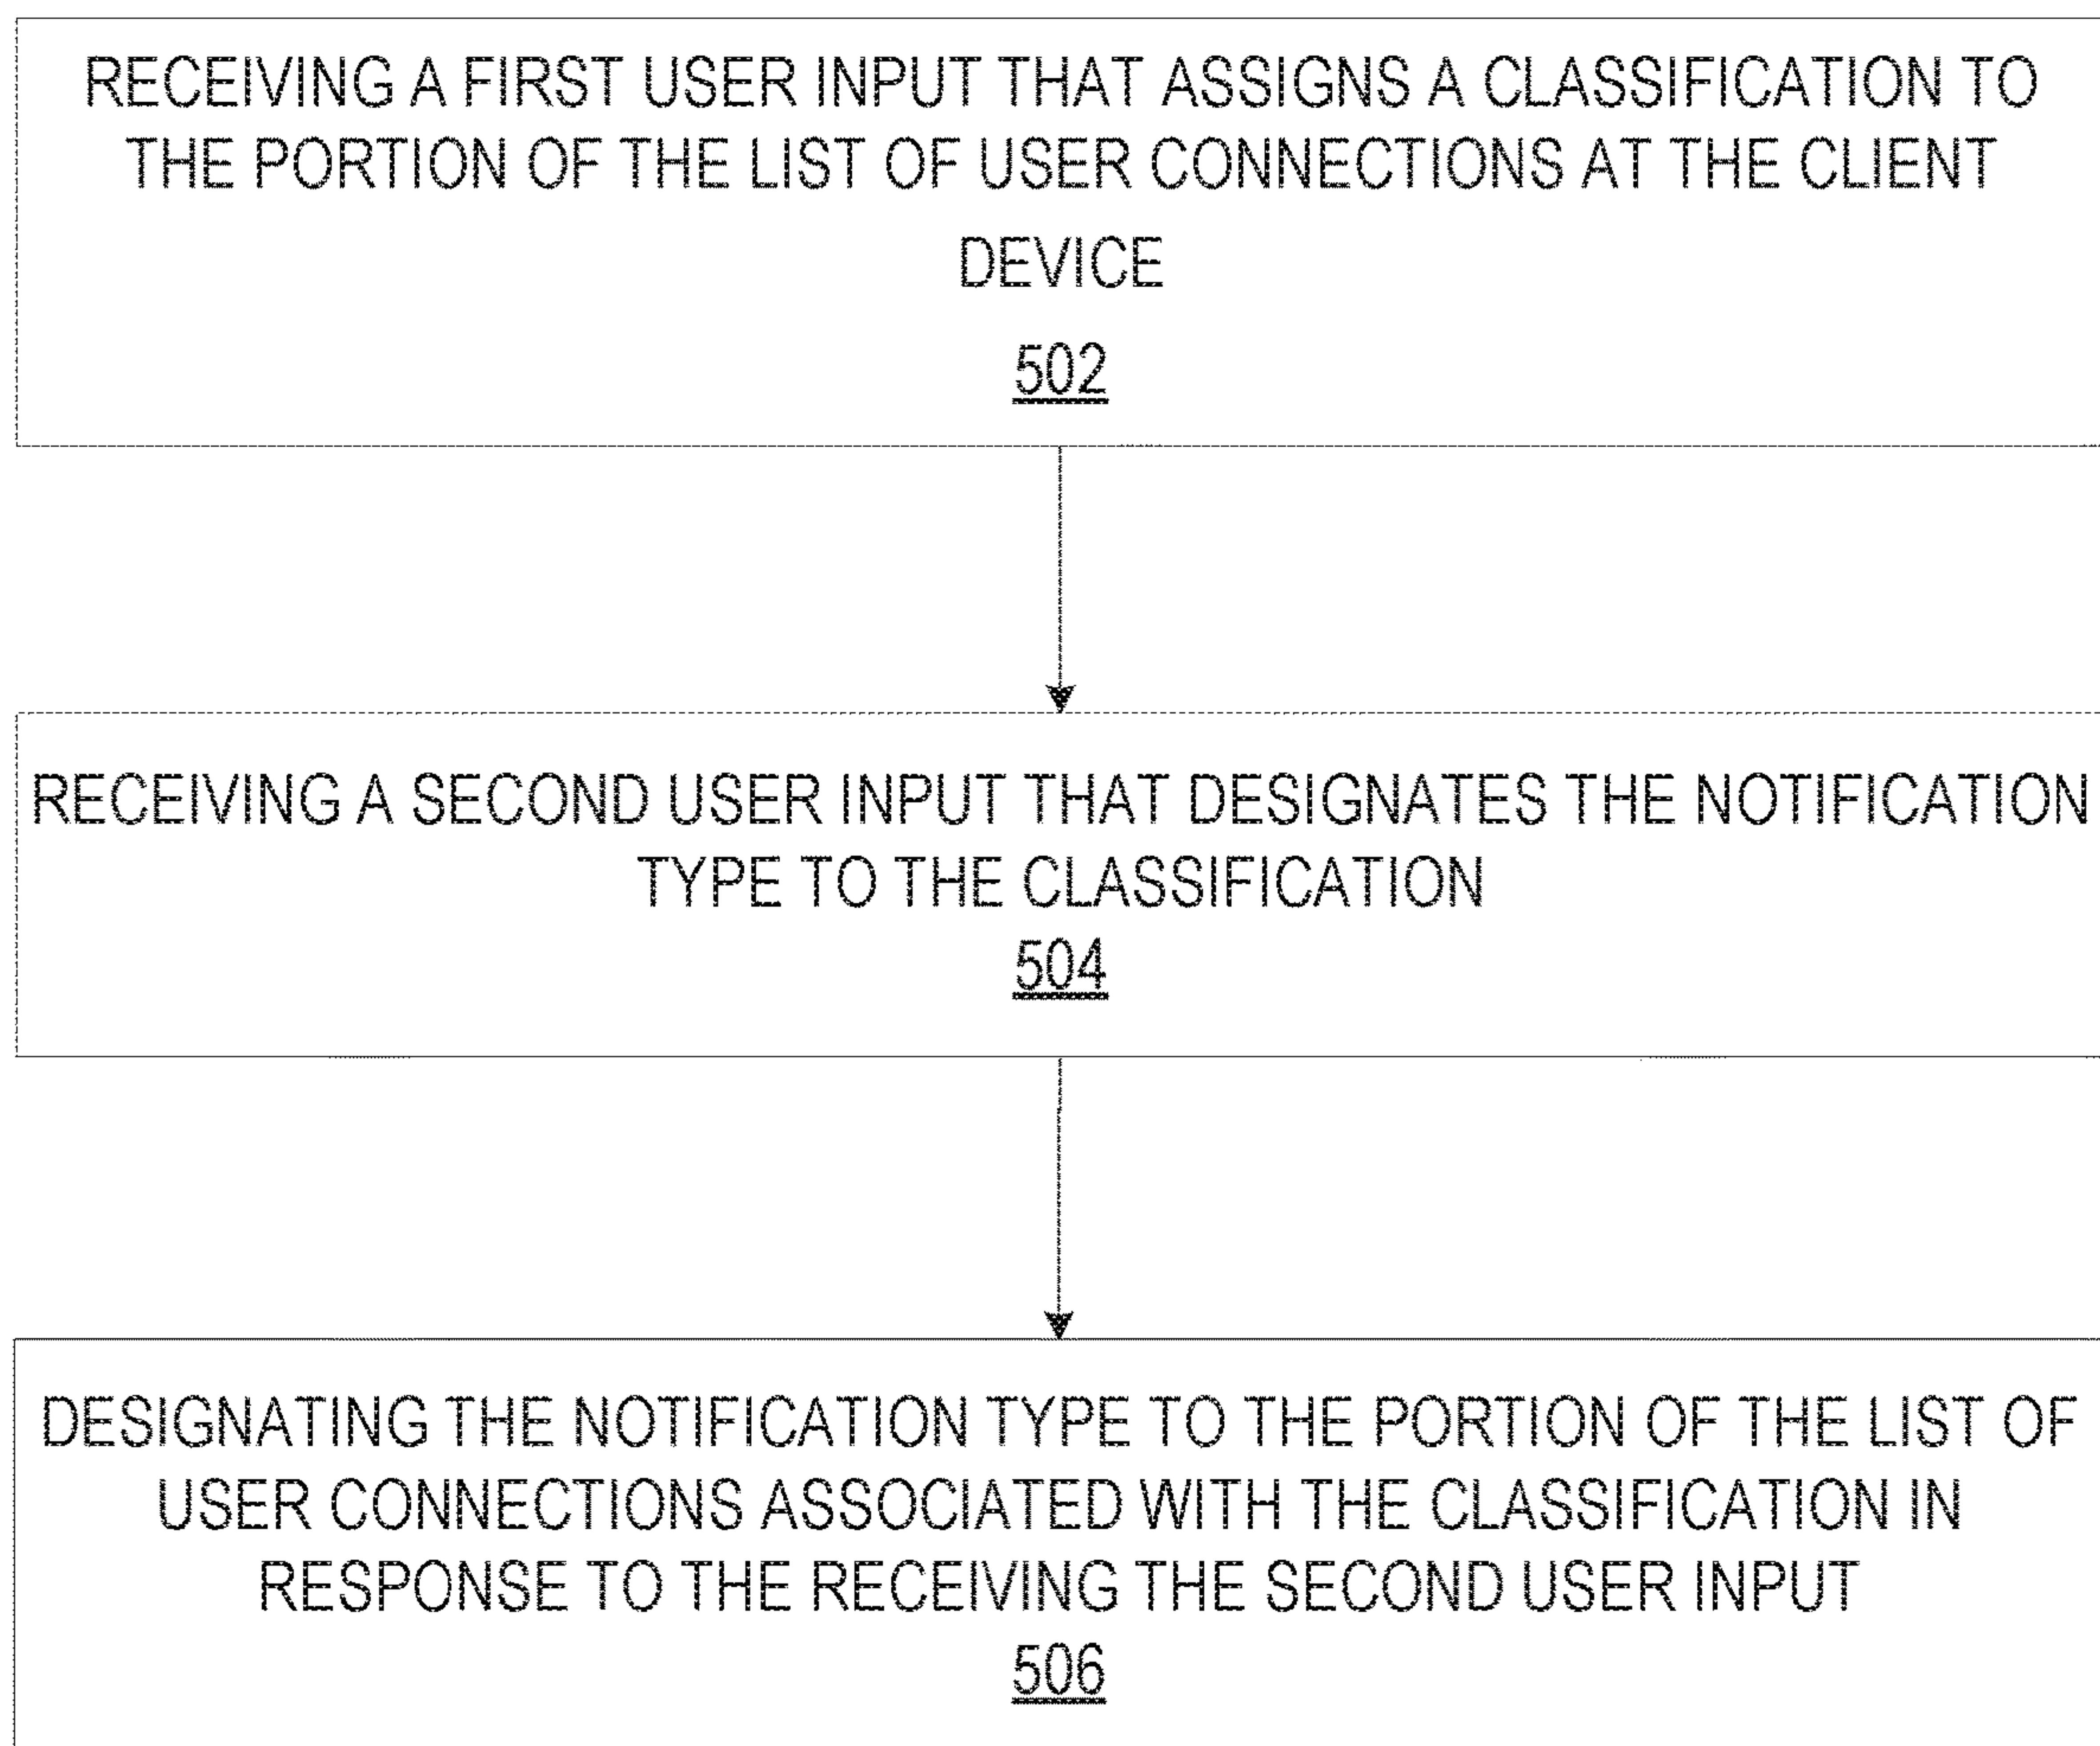 RECEIVING A FIRST USER INPUT THAT ASSIGNS A CLASSIFICATION TO
THE PORTION OF THE LIST OF USER CONNECTIONS AT THE CLIENT
DEVICE
502
RECEIVING A SECOND USER INPUT THAT DESIGNATES THE NOTIFICATION
TYPE TO THE CLASSIFICATION
504
DESIGNATING THE NOTIFICATION TYPE TO THE PORTION OF THE LIST OF
USER CONNECTIONS ASSOCIATED WITH THE CLASSIFICATION IN
RESPONSE TO THE RECEIVING THE SECOND USER INPUT
506